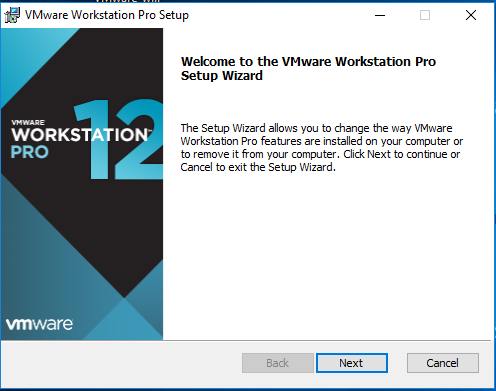 VMware Workstation Pro Setup
Welcome to the VMware Workstation Pro
Setup Wizard
VMWARE
WORKSTATION™
PRO 12
The Setup Wizard allows you to change the way VMware
Workstation Pro features are installed on your computer or
to remove it from your computer. Click Next to continue or
Cancel to exit the Setup Wizard.
vmware
Back Next Cancel